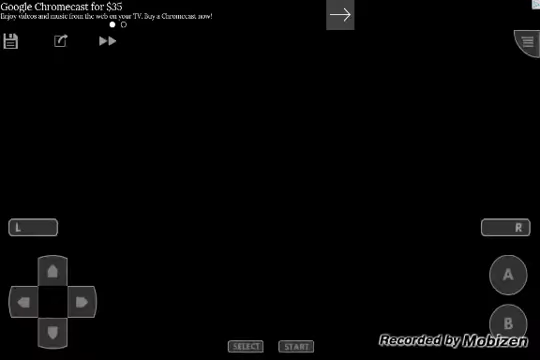 Google Chromecast for $35
Enjoy videos and music from the web on your TV. Buy a Chromecast now!
L
R
A
B
SELECT
START
Recorded by Mobizen